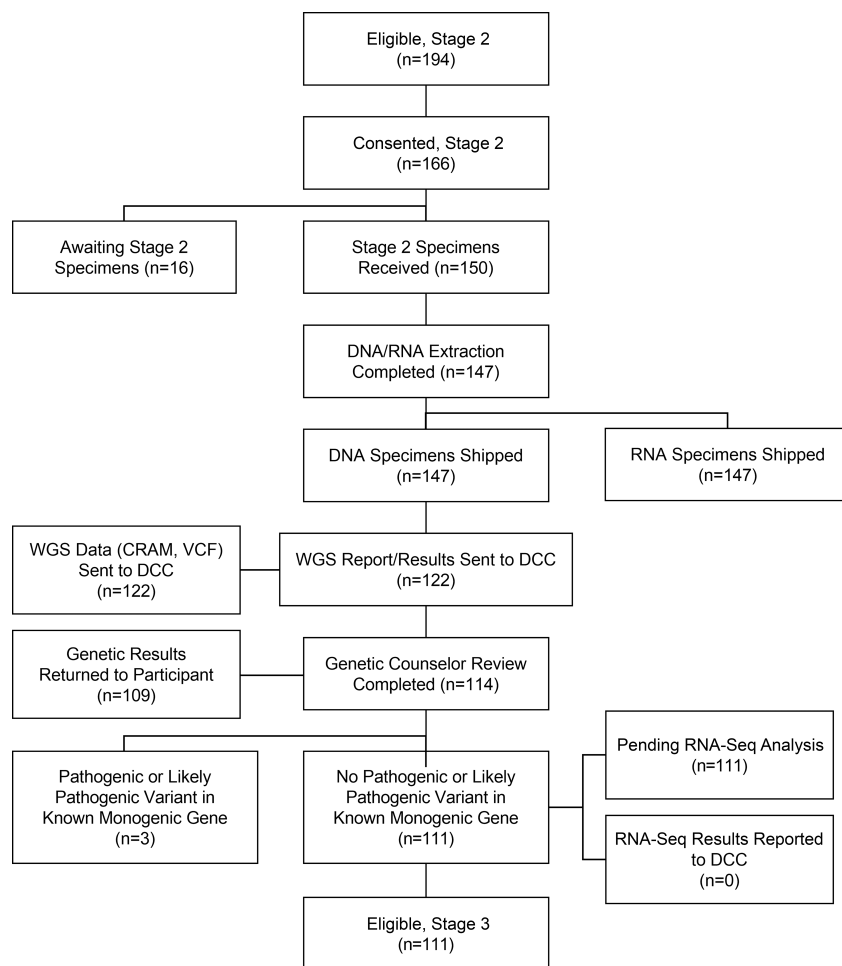 Eligible, Stage 2
(n=194)
Consented, Stage 2
(n=166)
Awaiting Stage 2
Specimens (n=16)
Stage 2 Specimens
Received (n=150)
DNA/RNA Extraction
Completed (n=147)
DNA Specimens Shipped
(n=147)
RNA Specimens Shipped
(n=147)
WGS Data (CRAM, VCF)
Sent to DCC
(n=122)
WGS Report/Results Sent to DCC
(n=122)
Genetic Results
Returned to Participant
(n=109)
Genetic Counselor Review
Completed (n=114)
Pathogenic or Likely
Pathogenic Variant in
Known Monogenic Gene
(n=3)
No Pathogenic or Likely
Pathogenic Variant in
Known Monogenic Gene
(n=111)
Pending RNA-Seq Analysis
(n=111)
RNA-Seq Results Reported
to DCC
(n=0)
Eligible, Stage 3
(n=111)